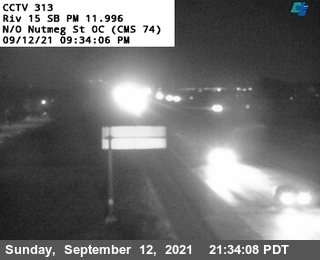 CCTV 313
Riv 15 SB PM 11.996
N/O Nutmeg St OC (CMS 74)
09/12/21 09:34:06 PM
Sunday, September 12, 2021 21:34:08 PDT